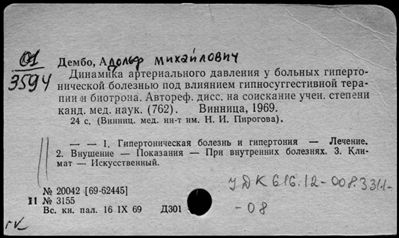 01
3594
Дембо, Адольф Михайлович
Динамика артериального давления у больных гиперто-
нической болезнью под влиянием гипносуггестивной тера-
пии и биотрона. Автореф. дисс. на соискание учен. степени
канд. мед. наук. (762). Винница, 1969.
24 с. (Винниц. мед. ин-т им. Н. И. Пирогова).
— — 1. Гипертоническая болезнь и гипертония — Лечение.
2. Внушение — Показания — При внутренних болезнях. 3. Кли-
мат — Искусственный.
№ 20042 [69-62445]
II № 3155
Вс. кн. пал. 16 IX 69 Д301
УДК 616.12-008.331.1-
-08